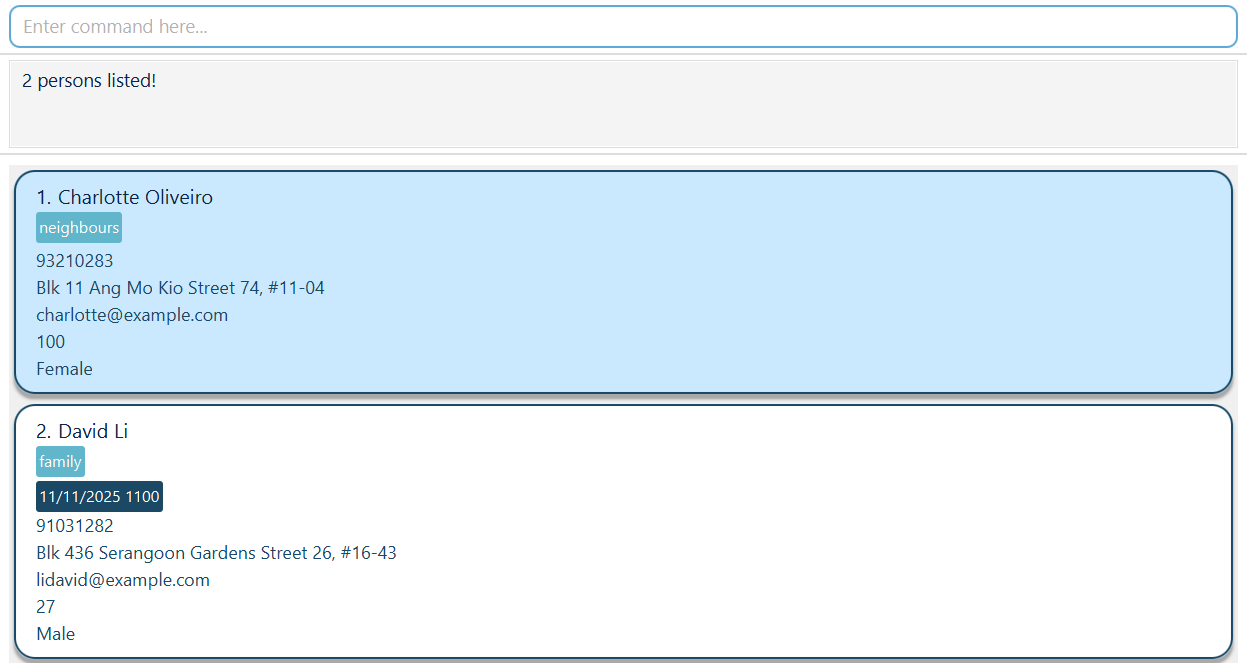 Enter command here...
2 persons listed!
1. Charlotte Oliveiro
neighbours
93210283
Blk 11 Ang Mo Kio Street 74, #11-04
charlotte@example.com
100
Female
2. David Li
family
11/11/2025 1100
91031282
Blk 436 Serangoon Gardens Street 26, #16-43
lidavid@example.com
27
Male